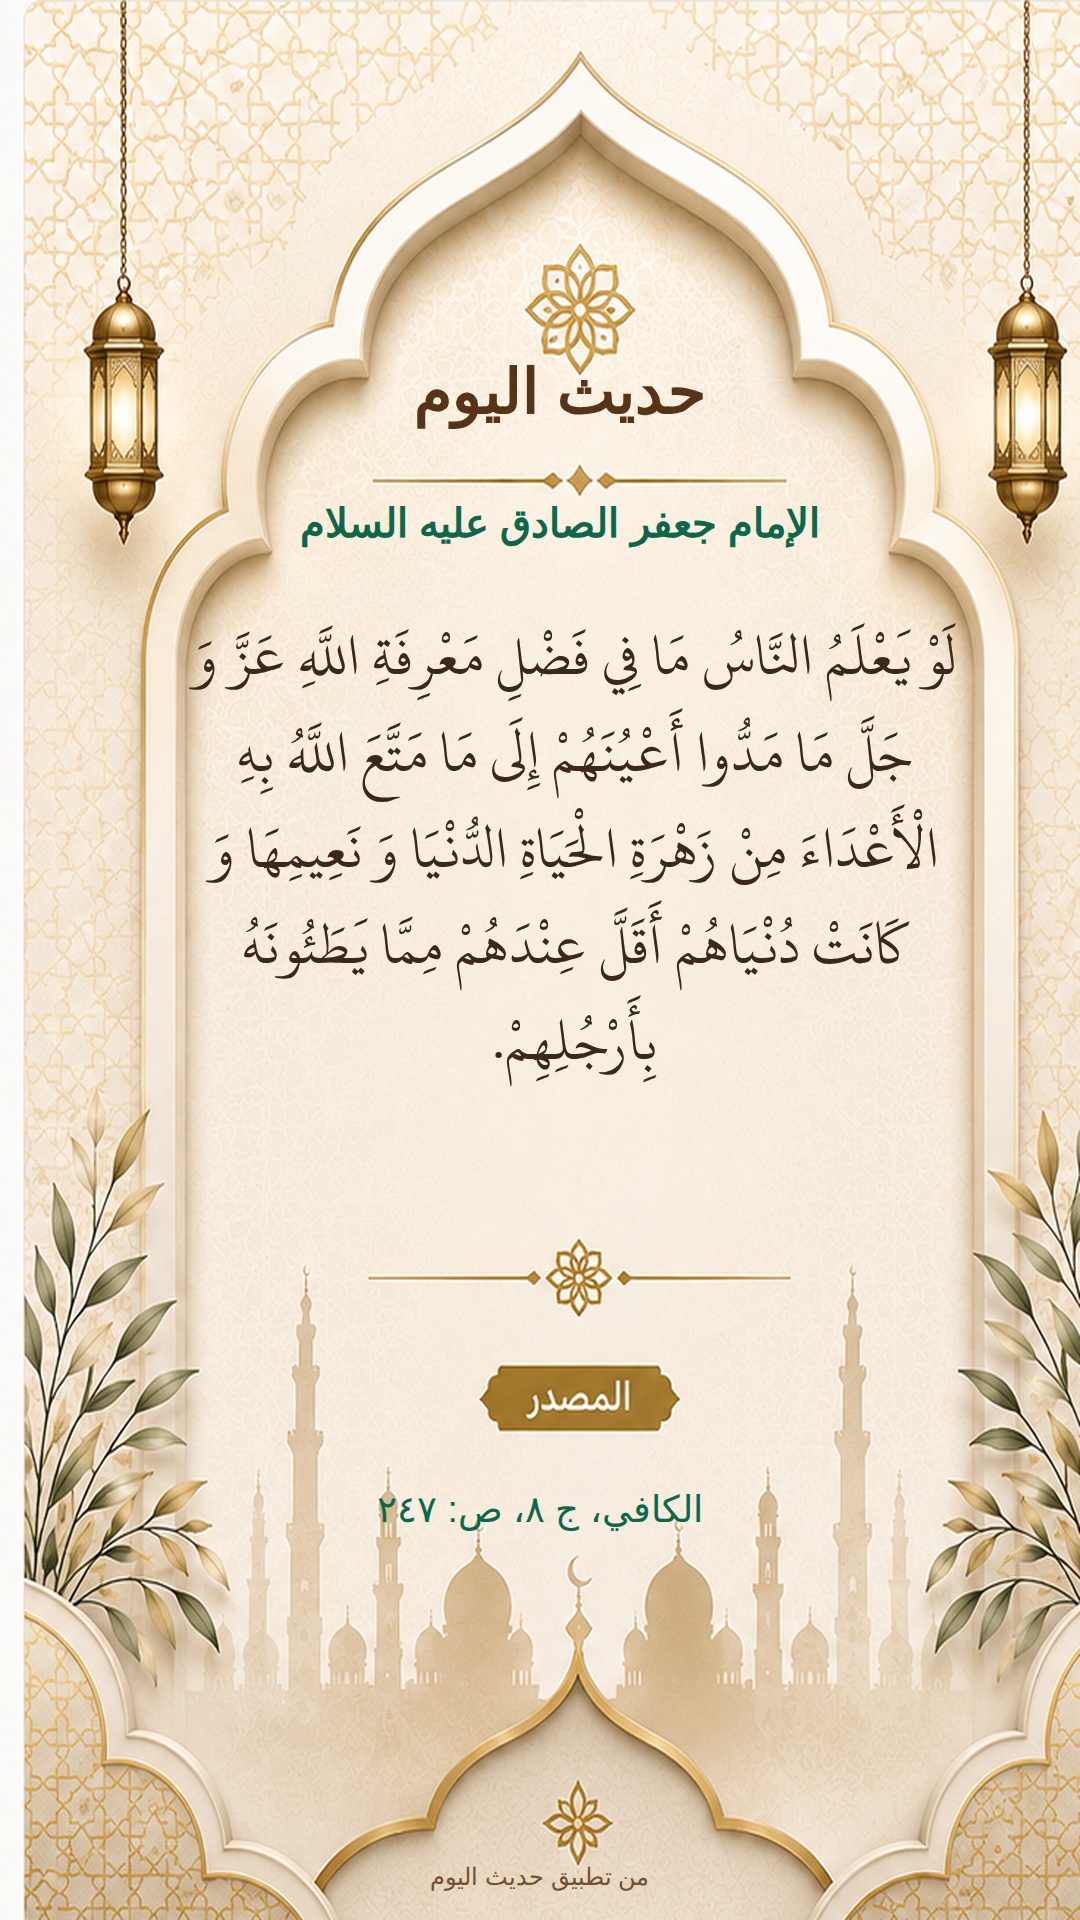 حديث اليوم
الإمام جعفر الصادق عليه السلام
لَوْ يَعْلَمُ النَّاسُ مَا فِي فَضْلِ مَعْرِفَةِ اللَّهِ عَزَّ وَ
جَلَّ مَا مَدُّوا أَعْيُنَهُمْ إِلَى مَا مَتَّعَ اللَّهُ بِهِ
الْأَعْدَاءَ مِنْ زَهْرَةِ الْحَيَاةِ الدُّنْيَا وَ نَعِيمِهَا وَ
كَانَتْ دُنْيَاهُمْ أَقَلَّ عِنْدَهُمْ مِمَّا يَطَئُونَهُ
بِأَرْجُلِهِمْ.
المصدر
الكافي، ج ٨، ص: ٢٤٧
من تطبيق حديث اليوم